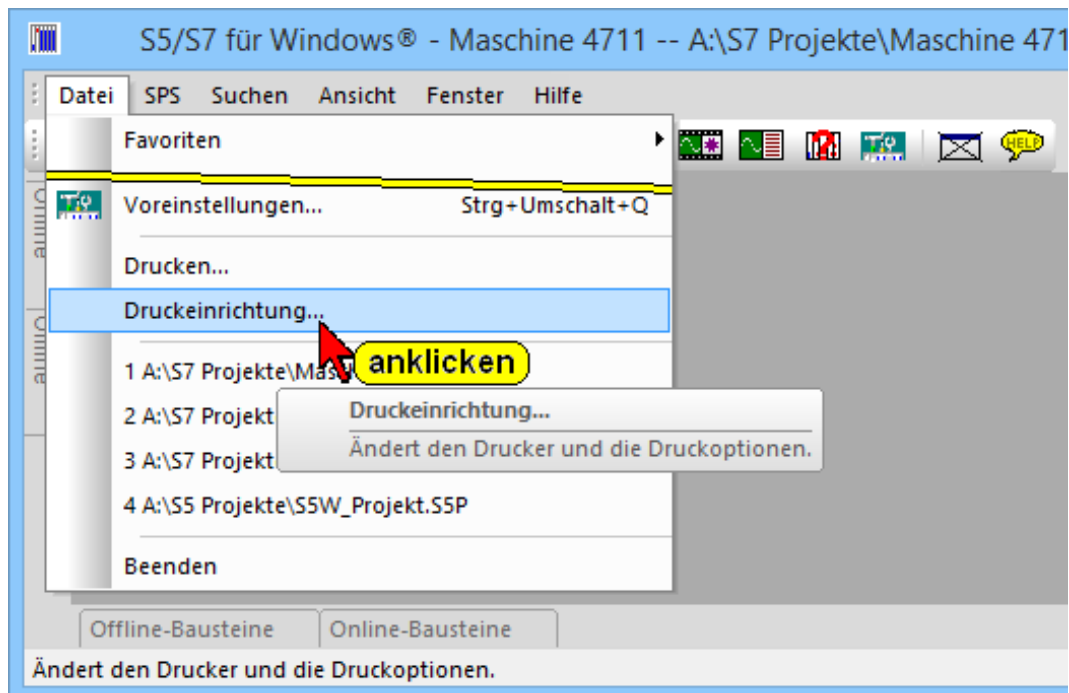 S5/S7 für Windows® - Maschine 4711 -- A:\S7 Projekte\Maschine 471
Datei SPS Suchen Ansicht Fenster Hilfe
Favoriten
HELP
Voreinstellungen... Strg+Umschalt+Q
Drucken...
Druckeinrichtung...
anklicken
1 A:\S7 Projekte\Masch
2 A:\S7 Projekt
Druckeinrichtung...
Ändert den Drucker und die Druckoptionen.
3 A:\S7 Projekt
4 A:\S5 Projekte\S5W_Projekt.S5P
Beenden
Offline-Bausteine Online-Bausteine
Ändert den Drucker und die Druckoptionen.